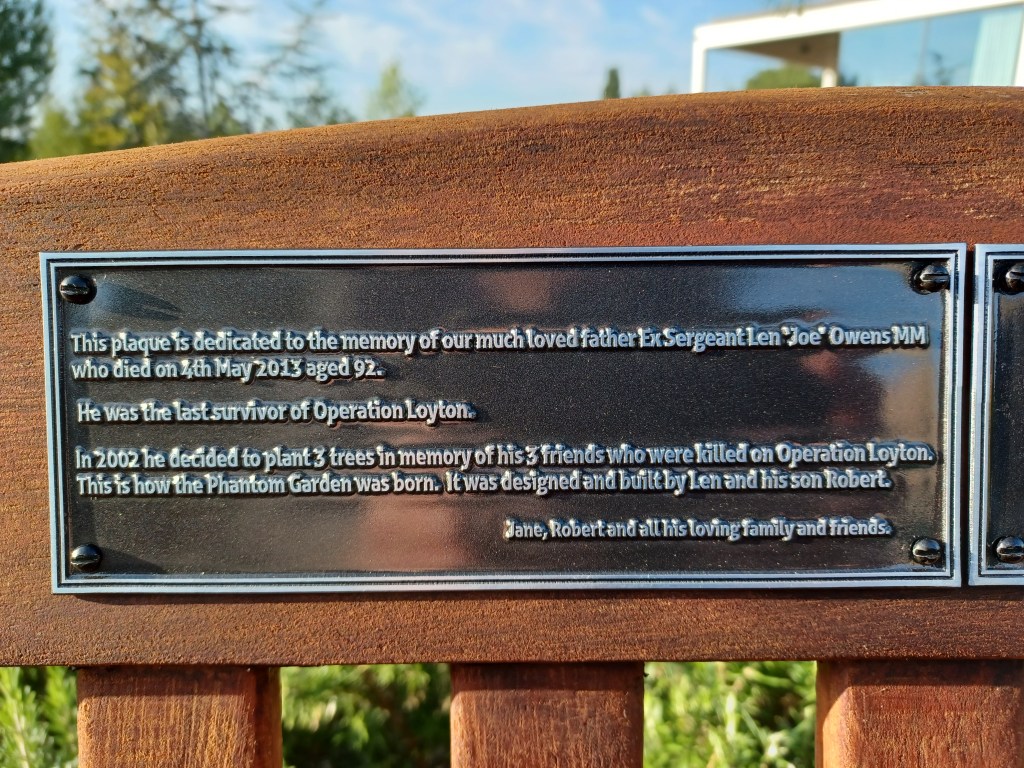 This plaque is dedicated to the memory of our much loved father Ex Sergeant Len 'Joe' Owens MM
who died on 4th May 2013 aged 92.
He was the last survivor of Operation Loyton.
In 2002 he decided to plant 3 trees in memory of his 3 friends who were killed on Operation Loyton.
This is how the Phantom Garden was born. It was designed and built by Len and his son Robert.
Jane, Robert and all his loving family and friends.